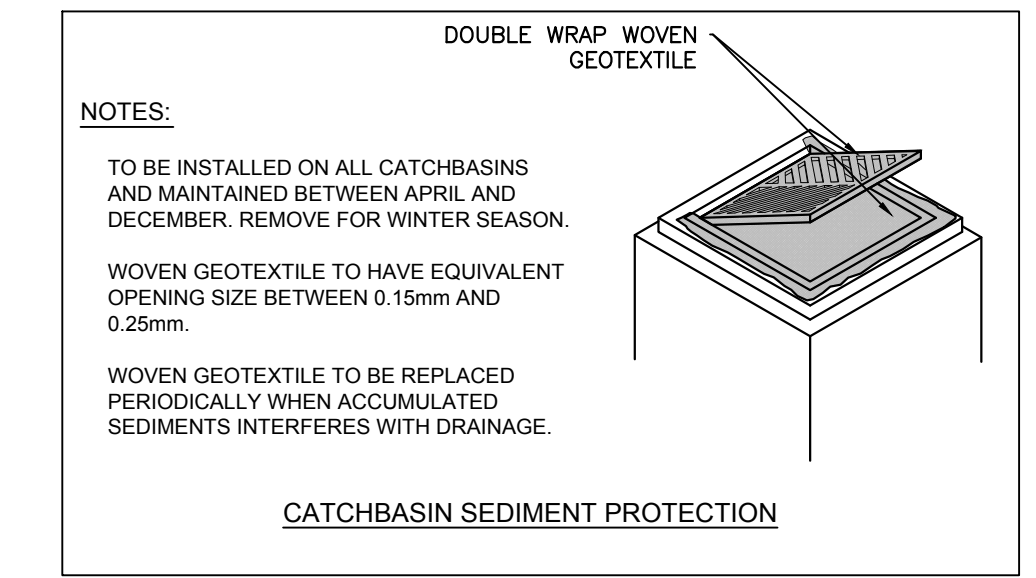 DOUBLE WRAP WOVEN
GEOTEXTILE
NOTES:
TO BE INSTALLED ON ALL CATCHBASINS
AND MAINTAINED BETWEEN APRIL AND
DECEMBER. REMOVE FOR WINTER SEASON.
WOVEN GEOTEXTILE TO HAVE EQUIVALENT
OPENING SIZE BETWEEN 0.15mm AND
0.25mm.
WOVEN GEOTEXTILE TO BE REPLACED
PERIODICALLY WHEN ACCUMULATED
SEDIMENTS INTERFERES WITH DRAINAGE.
CATCHBASIN SEDIMENT PROTECTION